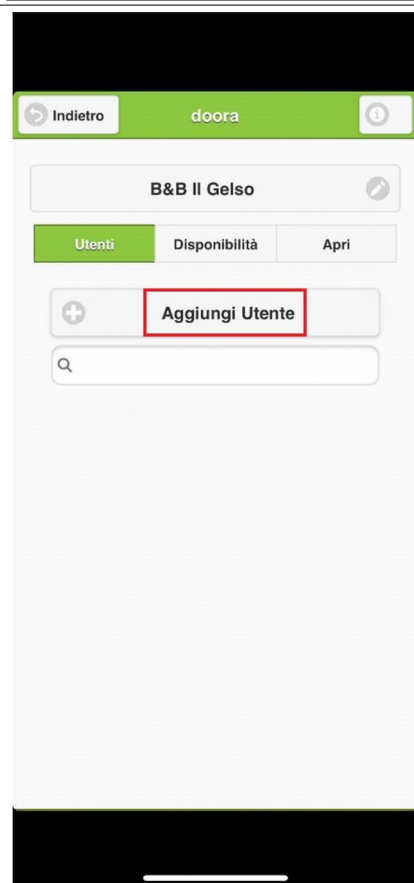 Indietro doora
B&B Il Gelso
Utenti Disponibilità Apri
Aggiungi Utente